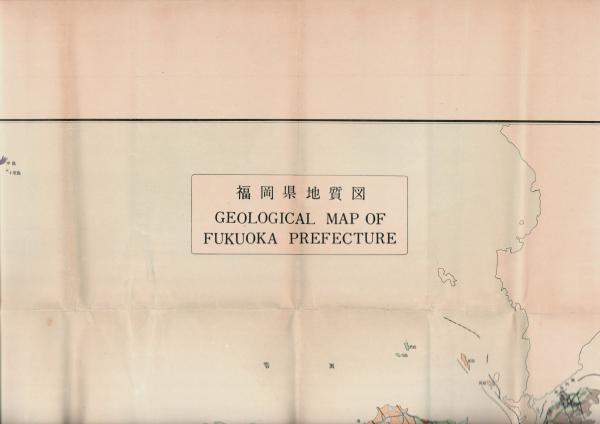 福岡県地質図
GEOLOGICAL MAP OF
FUKUOKA PREFECTURE